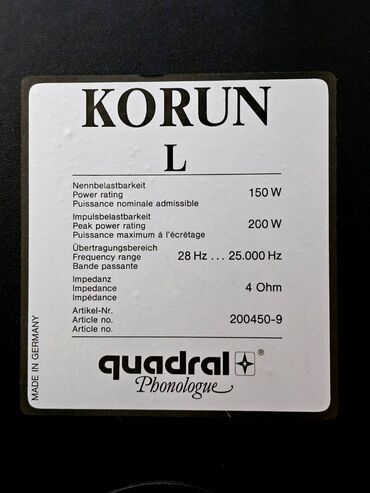 KORUN
L
Nennbelastbarkeit
Power rating 150 W
Puissance nominale admissible
Impulsbelastbarkeit
Peak power rating 200 W
Puissance maximum à l'écrétage
Übertragungsbereich
Frequency range 28 Hz ... 25.000 Hz
Bande passante
Impedanz
Impedance 4 Ohm
Impédance
Artikel-Nr.
Article no. 200450-9
Article no.
MADE IN GERMANY
quadral ®
Phonologue